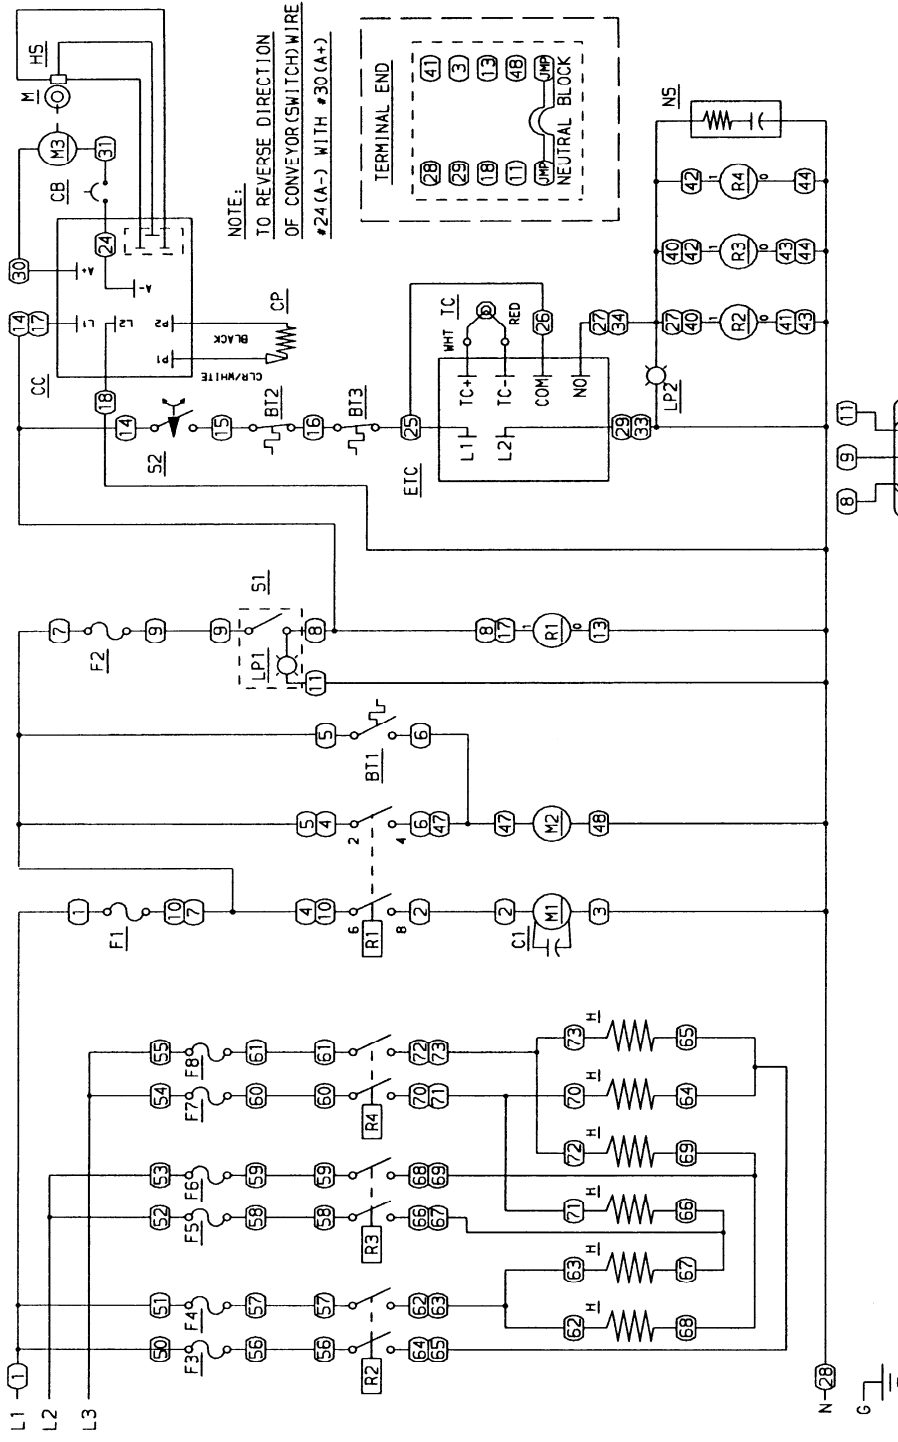 NOTE:
TO REVERSE DIRECTION
OF CONVEYOR(SWITCH)WIRE
#24(A-) WITH #30(A+)
TERMINAL END
41 3 13 48 JMP
28 29 18 11 JMP
NEUTRAL BLOCK
L1 1
L2
L3
50 F3 56 56 R2 64 65
51 F4 57 57 62 63
52 F5 58 58 R3 66 67
53 F6 59 59 68 69
54 F7 60 60 R4 70 71
55 F8 61 61 72 73
62 H 68
63 H 67
71 H 66
72 H 69
70 H 64
73 H 65
1 F1 10 7 4 10 6 R1 8 2 2 C1 M1 3
5 4 2 4 6 47 47 M2 48
5 BT1 6
7 F2 9 9 S1 LP1 8 11
8 17 1 R1 0 13
CC 14 17 L1 L2 P2 P1 A+ A-
18 30 24 CB 31 M3 M HS
CLR/WHITE
BLACK
CP
14 S2 15 BT2 16 BT3 25
ETC L1 L2 TC+ TC- COM NO
WHT TC RED 26
27 34 29 33 LP2
27 40 1 R2 0 41 43
40 42 1 R3 0 43 44
42 1 R4 0 44
NS
8 9 11
N 28
G